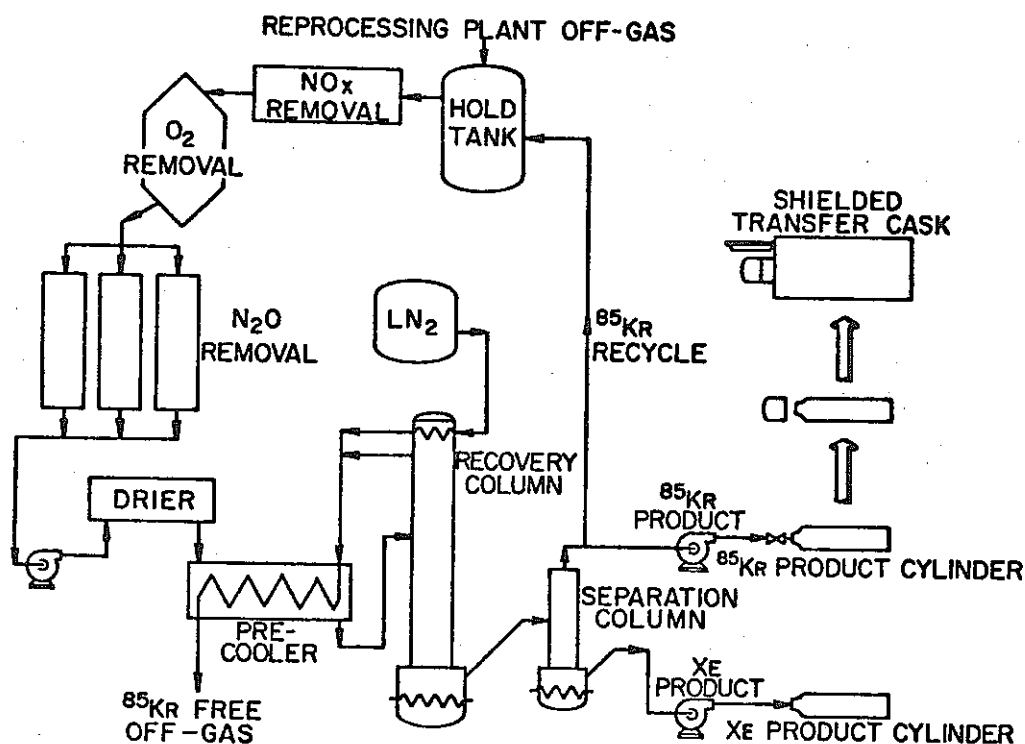 REPROCESSING PLANT OFF-GAS
NOx
REMOVAL
HOLD
TANK
O₂
REMOVAL
SHIELDED
TRANSFER CASK
N₂O
REMOVAL
LN₂
⁸⁵KR
RECYCLE
RECOVERY
COLUMN
DRIER
⁸⁵KR
PRODUCT
⁸⁵KR PRODUCT CYLINDER
PRE-
COOLER
SEPARATION
COLUMN
XE
PRODUCT
XE PRODUCT CYLINDER
⁸⁵KR FREE
OFF-GAS